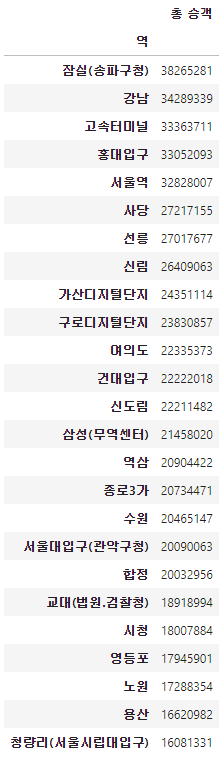 총 승객
역
잠실(송파구청) 38265281
강남 34289339
고속터미널 33363711
홍대입구 33052093
서울역 32828007
사당 27217155
선릉 27017677
신림 26409063
가산디지털단지 24351114
구로디지털단지 23830857
여의도 22335373
건대입구 22222018
신도림 22211482
삼성(무역센터) 21458020
역삼 20904422
종로3가 20734471
수원 20465147
서울대입구(관악구청) 20090063
합정 20032956
교대(법원.검찰청) 18918994
시청 18007884
영등포 17945901
노원 17288354
용산 16620982
청량리(서울시립대입구) 16081331